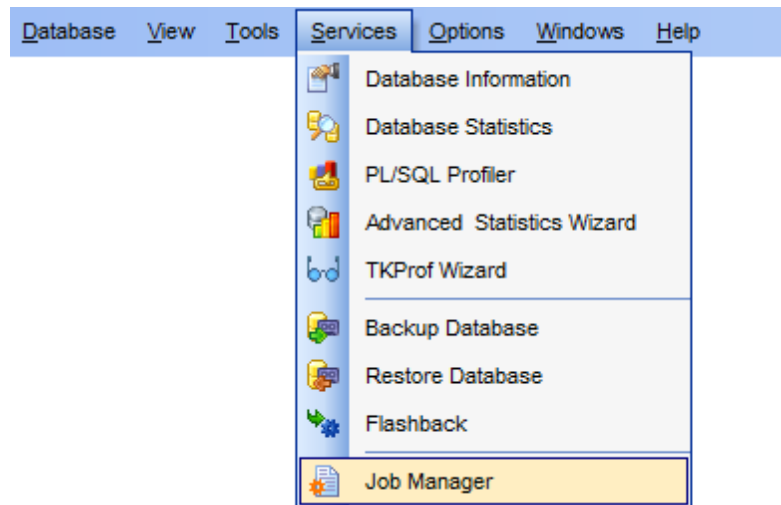 Database View Tools Services Options Windows Help
Database Information
Database Statistics
PL/SQL Profiler
Advanced Statistics Wizard
TKProf Wizard
Backup Database
Restore Database
Flashback
Job Manager